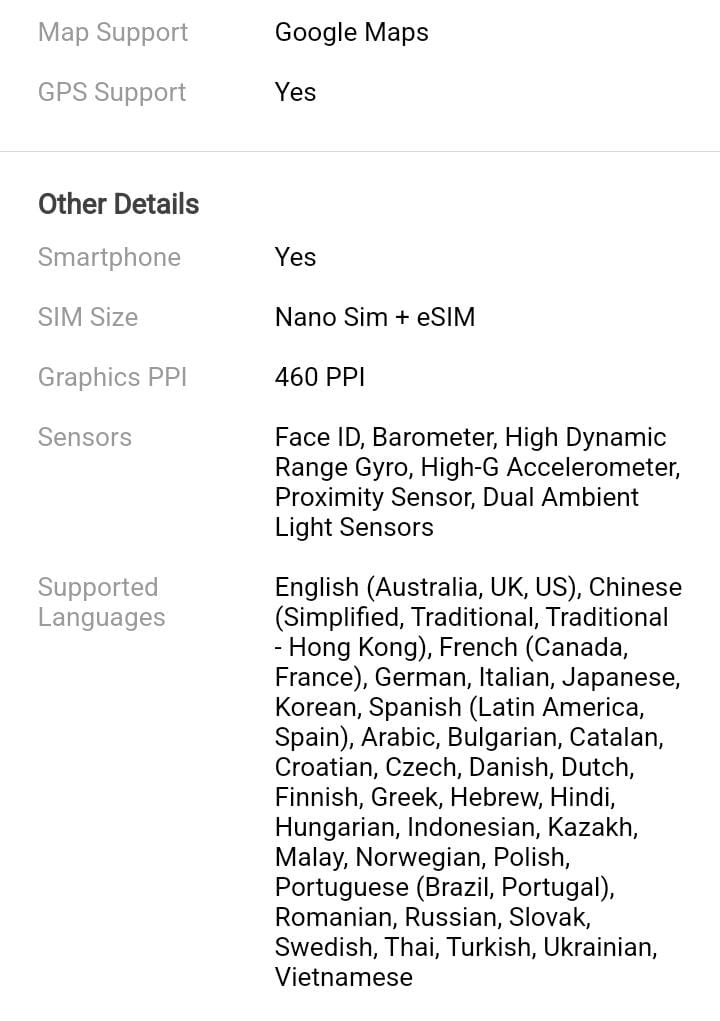 Map Support Google Maps
GPS Support Yes
Other Details
Smartphone Yes
SIM Size Nano Sim + eSIM
Graphics PPI 460 PPI
Sensors Face ID, Barometer, High Dynamic
Range Gyro, High-G Accelerometer,
Proximity Sensor, Dual Ambient
Light Sensors
Supported English (Australia, UK, US), Chinese
Languages (Simplified, Traditional, Traditional
- Hong Kong), French (Canada,
France), German, Italian, Japanese,
Korean, Spanish (Latin America,
Spain), Arabic, Bulgarian, Catalan,
Croatian, Czech, Danish, Dutch,
Finnish, Greek, Hebrew, Hindi,
Hungarian, Indonesian, Kazakh,
Malay, Norwegian, Polish,
Portuguese (Brazil, Portugal),
Romanian, Russian, Slovak,
Swedish, Thai, Turkish, Ukrainian,
Vietnamese